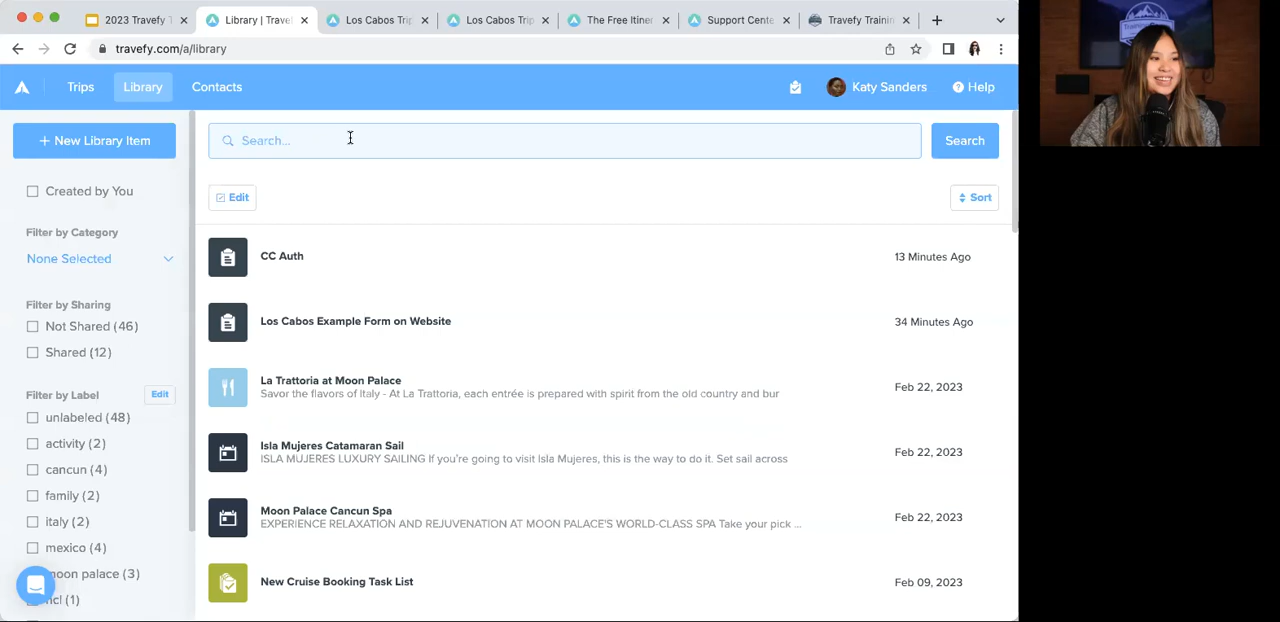 2023 Travefy T
Library | Trave
Los Cabos Trip
Los Cabos Trip
The Free Itiner
Support Cente
Travefy Trainin
travefy.com/a/library
Trips
Library
Contacts
Katy Sanders
Help
+ New Library Item
Search...
Search
Created by You
Edit
Sort
Filter by Category
None Selected
CC Auth
13 Minutes Ago
Filter by Sharing
Not Shared (46)
Shared (12)
Los Cabos Example Form on Website
34 Minutes Ago
Filter by Label
Edit
unlabeled (48)
activity (2)
cancun (4)
family (2)
italy (2)
mexico (4)
moon palace (3)
ncl (1)
La Trattoria at Moon Palace
Savor the flavors of Italy - At La Trattoria, each entrée is prepared with spirit from the old country and bur
Feb 22, 2023
Isla Mujeres Catamaran Sail
ISLA MUJERES LUXURY SAILING If you're going to visit Isla Mujeres, this is the way to do it. Set sail across
Feb 22, 2023
Moon Palace Cancun Spa
EXPERIENCE RELAXATION AND REJUVENATION AT MOON PALACE'S WORLD-CLASS SPA Take your pick ...
Feb 22, 2023
New Cruise Booking Task List
Feb 09, 2023